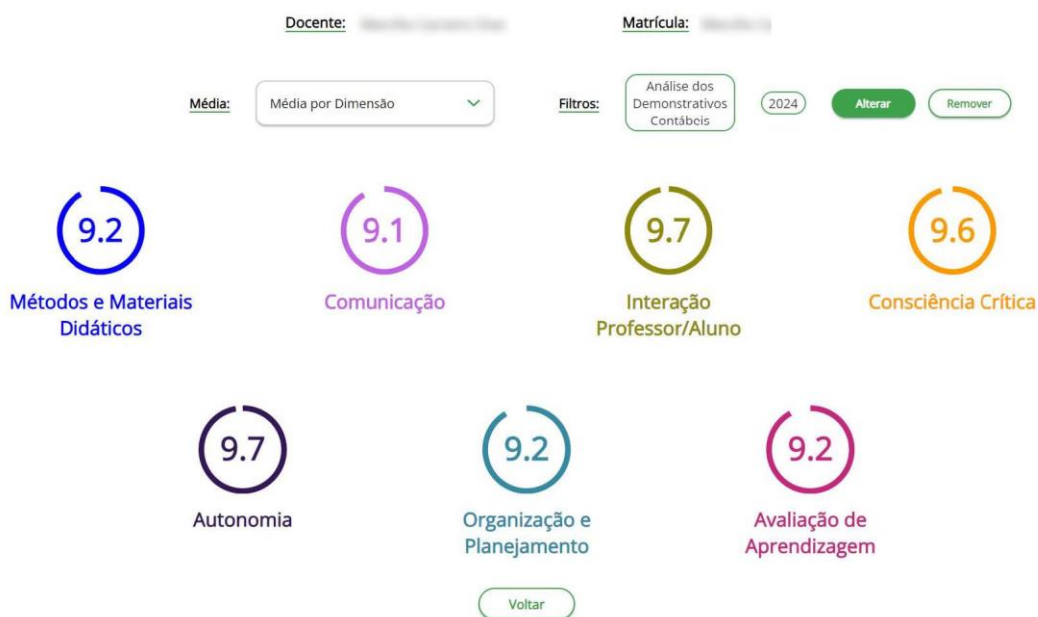 Docente:
Matrícula:
Média:
Média por Dimensão
Filtros:
Análise dos
Demonstrativos
Contábeis
2024
Alterar
Remover
9.2
Métodos e Materiais
Didáticos
9.1
Comunicação
9.7
Interação
Professor/Aluno
9.6
Consciência Crítica
9.7
Autonomia
9.2
Organização e
Planejamento
9.2
Avaliação de
Aprendizagem
Voltar